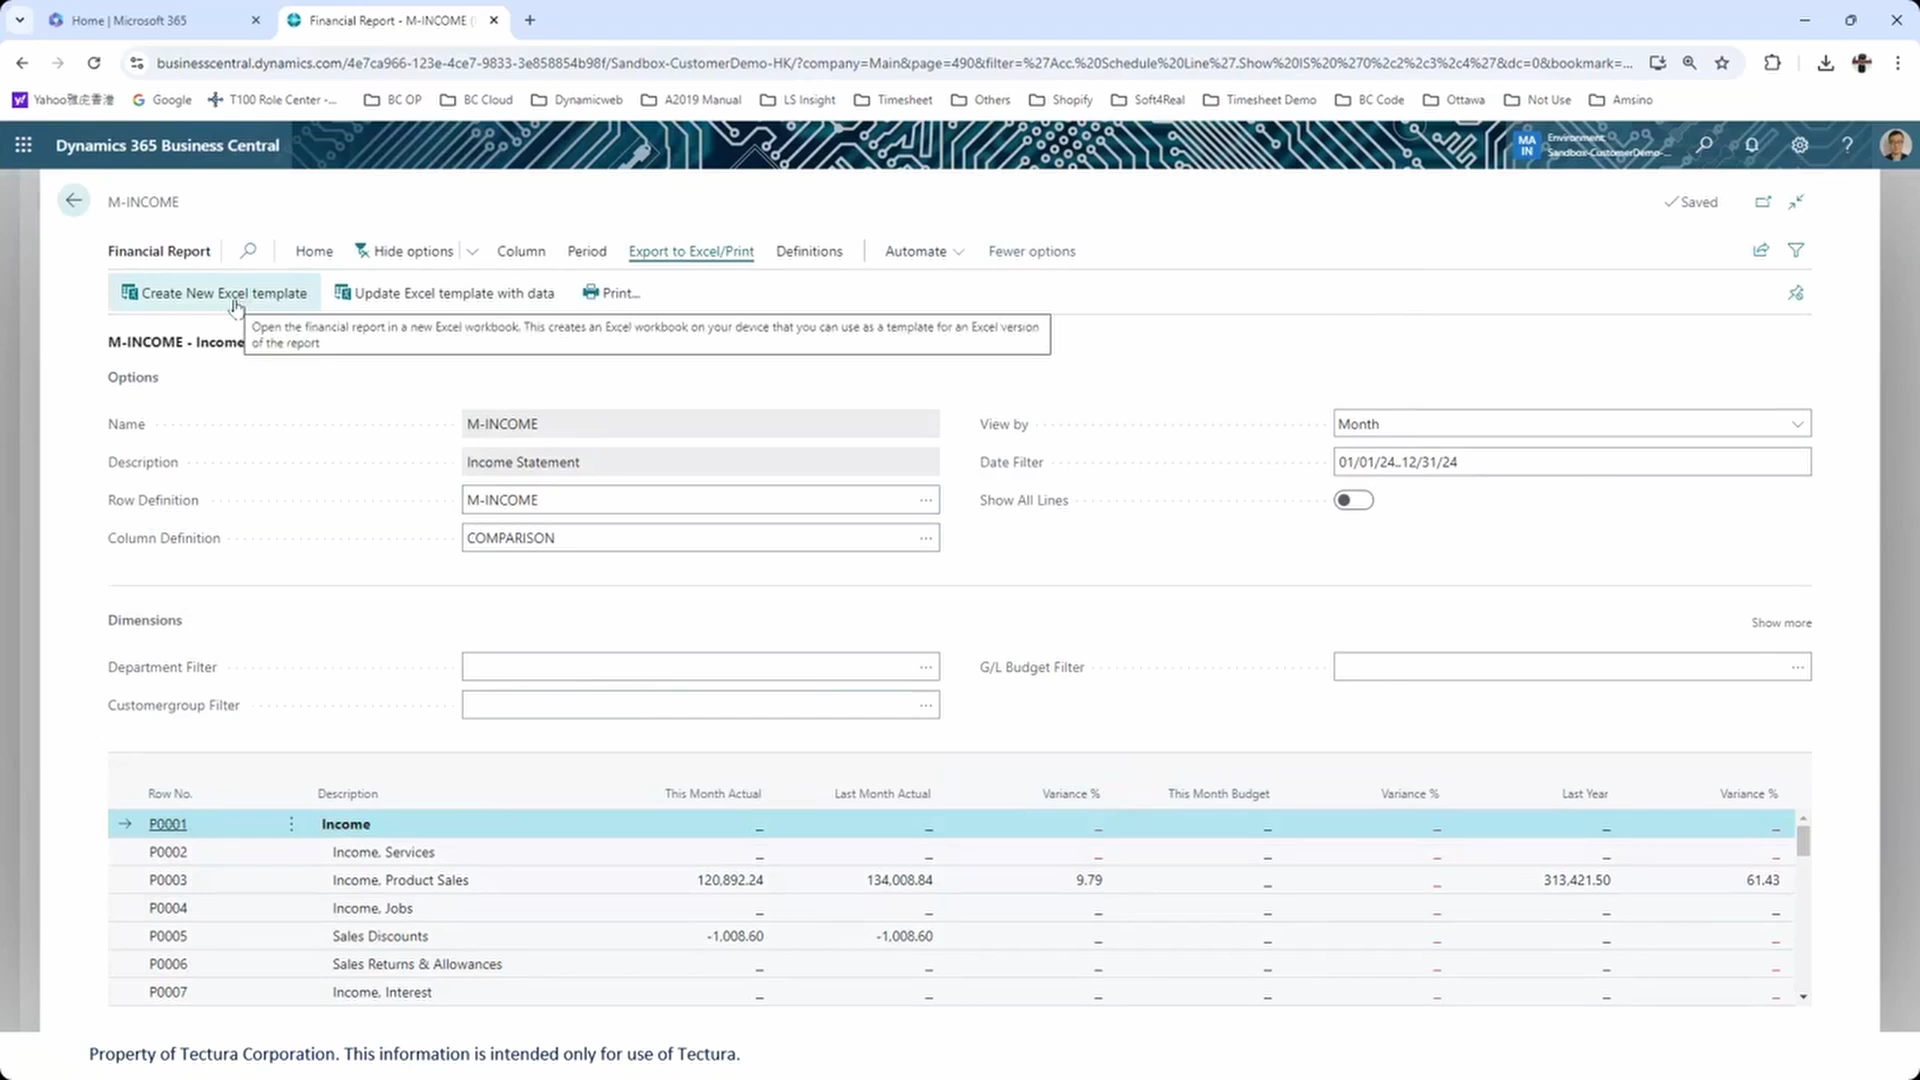 Home | Microsoft 365
Financial Report - M-INCOME (
businesscentral.dynamics.com/4e7ca966-123e-4ce7-9833-3e858854b98f/Sandbox-CustomerDemo-HK/?company=Main&page=490&filter=%27Acc.%20Schedule%20Line%27.Show%20IS%20%270%2c2%2c3%2c4%27&dc=0&bookmark=...
Yahoo雅虎香港 Google T100 Role Center -... BC OP BC Cloud Dynamicweb A2019 Manual LS Insight Timesheet Others Shopify Soft4Real Timesheet Demo BC Code Ottawa Not Use Amsino
Dynamics 365 Business Central MA IN Environment: Sandbox-CustomerDemo-...
M-INCOME Saved
Financial Report Home Hide options Column Period Export to Excel/Print Definitions Automate Fewer options
Create New Excel template Update Excel template with data Print...
Open the financial report in a new Excel workbook. This creates an Excel workbook on your device that you can use as a template for an Excel version
of the report
M-INCOME - Income
Options
Name M-INCOME View by Month
Description Income Statement Date Filter 01/01/24..12/31/24
Row Definition M-INCOME ... Show All Lines
Column Definition COMPARISON ...
Dimensions Show more
Department Filter ... G/L Budget Filter ...
Customergroup Filter ...
Row No. Description This Month Actual Last Month Actual Variance % This Month Budget Variance % Last Year Variance %
P0001 Income _ _ _ _ _ _ _
P0002 Income, Services _ _ _ _ _ _ _
P0003 Income, Product Sales 120,892.24 134,008.84 9.79 _ _ 313,421.50 61.43
P0004 Income, Jobs _ _ _ _ _ _ _
P0005 Sales Discounts -1,008.60 -1,008.60 _ _ _ _ _
P0006 Sales Returns & Allowances _ _ _ _ _ _ _
P0007 Income, Interest _ _ _ _ _ _ _
Property of Tectura Corporation. This information is intended only for use of Tectura.